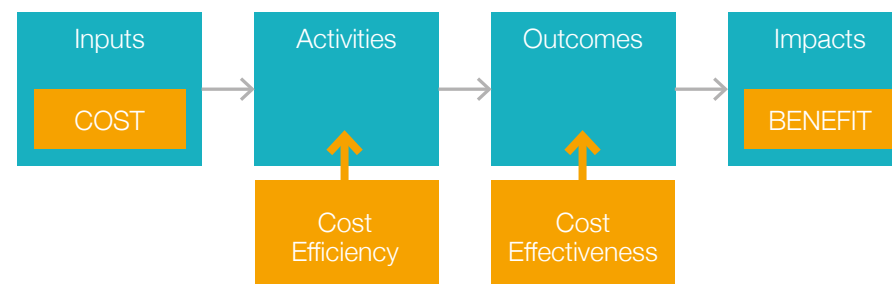 Inputs
Activities
Outcomes
Impacts
COST
BENEFIT
Cost
Efficiency
Cost
Effectiveness